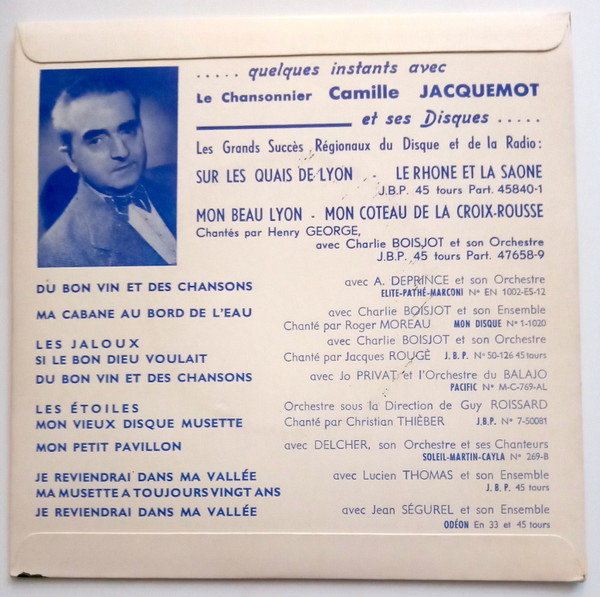 ..... quelques instants avec
Le Chansonnier Camille JACQUEMOT
et ses Disques .....
Les Grands Succès Régionaux du Disque et de la Radio :
SUR LES QUAIS DE LYON - LE RHONE ET LA SAONE
J.B.P. 45 tours Part. 45840-1
MON BEAU LYON - MON COTEAU DE LA CROIX-ROUSSE
Chantés par Henry GEORGE,
avec Charlie BOISJOT et son Orchestre
J.B.P. 45 tours Part. 47658-9
DU BON VIN ET DES CHANSONS avec A. DEPRINCE et son Orchestre
ELITE-PATHÉ-MARCONI N° EN 1002-ES-12
MA CABANE AU BORD DE L'EAU avec Charlie BOISJOT et son Ensemble
Chanté par Roger MOREAU MON DISQUE N° 1-1020
LES JALOUX avec Charlie BOISJOT et son Orchestre
SI LE BON DIEU VOULAIT Chanté par Jacques ROUGÈ J.B.P. N° 50-126 45 tours
DU BON VIN ET DES CHANSONS avec Jo PRIVAT et l'Orchestre du BALAJO
PACIFIC N° M-C-769-AL
LES ÉTOILES Orchestre sous la Direction de Guy ROISSARD
MON VIEUX DISQUE MUSETTE Chanté par Christian THIÈBER J.B.P. N° 7-50081
MON PETIT PAVILLON avec DELCHER, son Orchestre et ses Chanteurs
SOLEIL-MARTIN-CAYLA N° 269-B
JE REVIENDRAI DANS MA VALLÉE avec Lucien THOMAS et son Ensemble
MA MUSETTE A TOUJOURS VINGT ANS J.B.P. 45 tours
JE REVIENDRAI DANS MA VALLÉE avec Jean SÉGUREL et son Ensemble
ODÉON En 33 et 45 tours